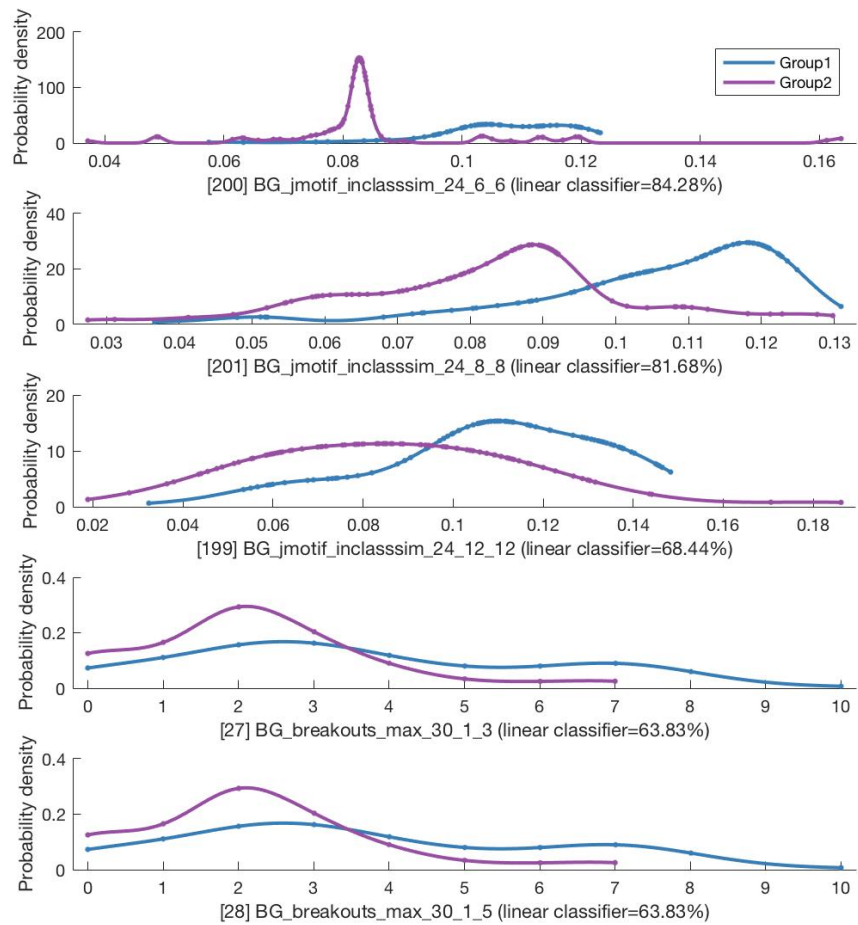 Probability density
200
100
0
Group1
Group2
0.04 0.06 0.08 0.1 0.12 0.14 0.16
[200] BG_jmotif_inclasssim_24_6_6 (linear classifier=84.28%)
Probability density
40
20
0
0.03 0.04 0.05 0.06 0.07 0.08 0.09 0.1 0.11 0.12 0.13
[201] BG_jmotif_inclasssim_24_8_8 (linear classifier=81.68%)
Probability density
20
10
0
0.02 0.04 0.06 0.08 0.1 0.12 0.14 0.16 0.18
[199] BG_jmotif_inclasssim_24_12_12 (linear classifier=68.44%)
Probability density
0.4
0.2
0
0 1 2 3 4 5 6 7 8 9 10
[27] BG_breakouts_max_30_1_3 (linear classifier=63.83%)
Probability density
0.4
0.2
0
0 1 2 3 4 5 6 7 8 9 10
[28] BG_breakouts_max_30_1_5 (linear classifier=63.83%)